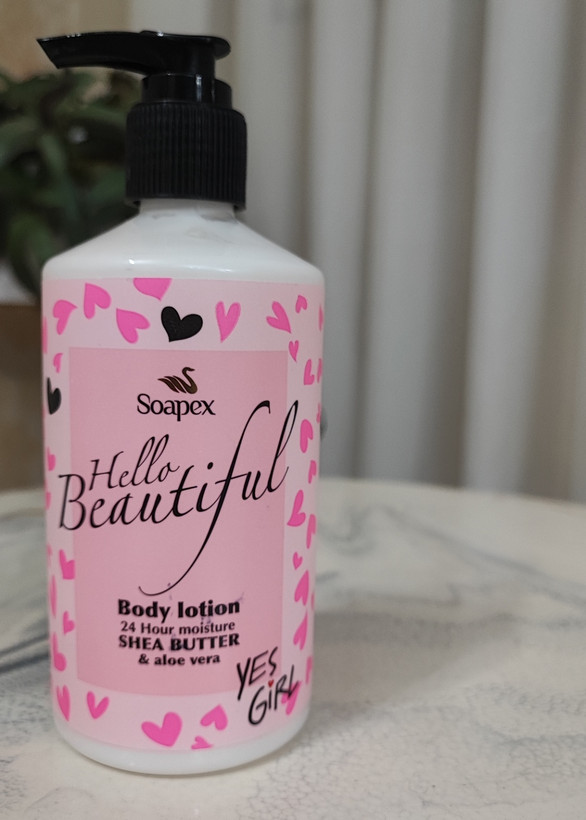 Soapex
Hello
Beautiful
Body lotion
24 Hour moisture
SHEA BUTTER
& aloe vera
YES
GiRL